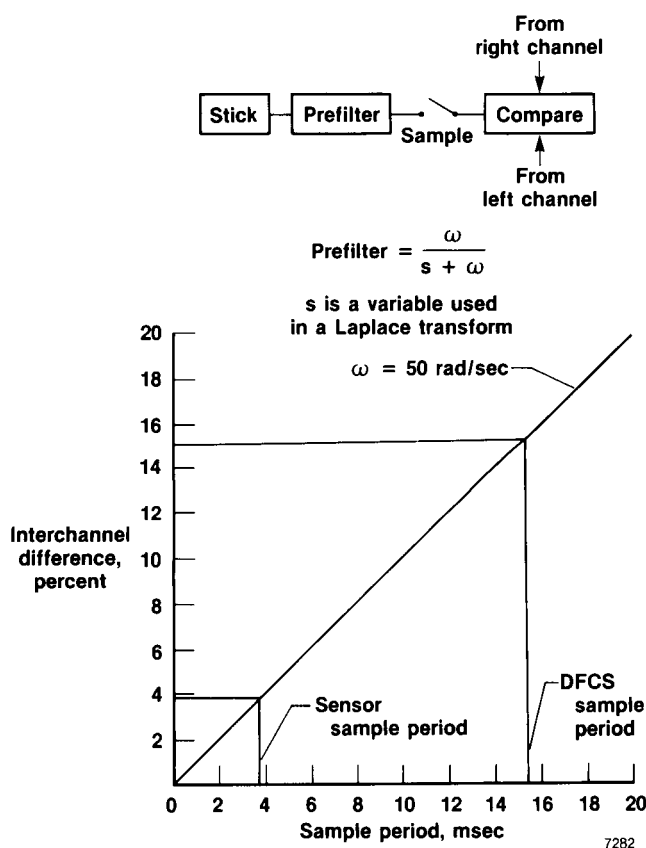 From
right channel
Stick
Prefilter
Sample
Compare
From
left channel
Prefilter = ω / s + ω
s is a variable used
in a Laplace transform
ω = 50 rad/sec
20
18
16
14
12
10
8
6
4
2
Interchannel
difference,
percent
Sensor
sample period
DFCS
sample
period
0 2 4 6 8 10 12 14 16 18 20
Sample period, msec
7282